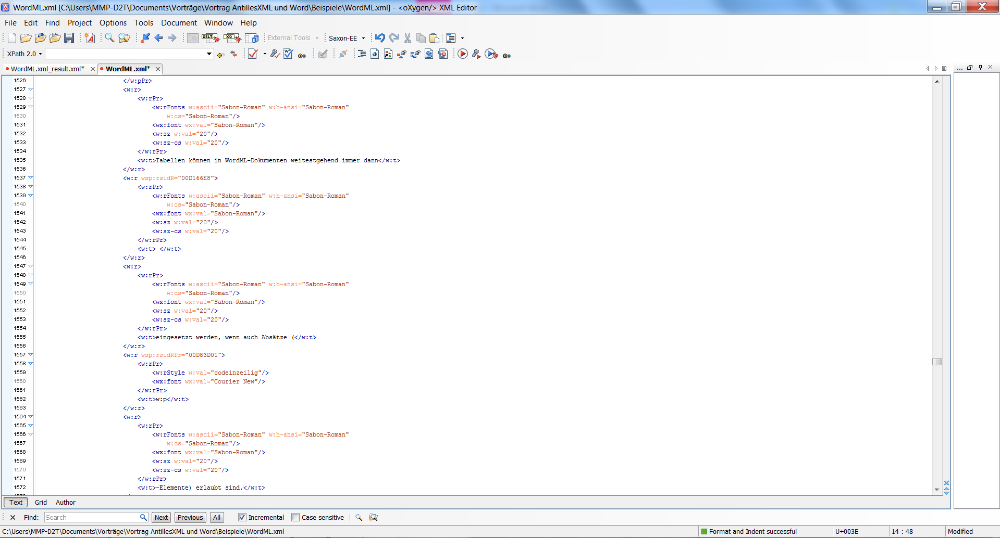 WordML.xml [C:\Users\MMP-D2T\Documents\Vorträge\Vortrag AntillesXML und Word\Beispiele\WordML.xml] - <oXygen/> XML Editor
File Edit Find Project Options Tools Document Window Help
XSLT XQ External Tools Saxon-EE
XPath 2.0
WordML.xml_result.xml* WordML.xml*
1526 </w:pPr>
1527 <w:r>
1528 <w:rPr>
1529 <w:rFonts w:ascii="Sabon-Roman" w:h-ansi="Sabon-Roman"
1530 w:cs="Sabon-Roman"/>
1531 <wx:font wx:val="Sabon-Roman"/>
1532 <w:sz w:val="20"/>
1533 <w:sz-cs w:val="20"/>
1534 </w:rPr>
1535 <w:t>Tabellen können in WordML-Dokumenten weitestgehend immer dann</w:t>
1536 </w:r>
1537 <w:r wsp:rsidR="00D166E8">
1538 <w:rPr>
1539 <w:rFonts w:ascii="Sabon-Roman" w:h-ansi="Sabon-Roman"
1540 w:cs="Sabon-Roman"/>
1541 <wx:font wx:val="Sabon-Roman"/>
1542 <w:sz w:val="20"/>
1543 <w:sz-cs w:val="20"/>
1544 </w:rPr>
1545 <w:t> </w:t>
1546 </w:r>
1547 <w:r>
1548 <w:rPr>
1549 <w:rFonts w:ascii="Sabon-Roman" w:h-ansi="Sabon-Roman"
1550 w:cs="Sabon-Roman"/>
1551 <wx:font wx:val="Sabon-Roman"/>
1552 <w:sz w:val="20"/>
1553 <w:sz-cs w:val="20"/>
1554 </w:rPr>
1555 <w:t>eingesetzt werden, wenn auch Absätze (</w:t>
1556 </w:r>
1557 <w:r wsp:rsidRPr="00D83D01">
1558 <w:rPr>
1559 <w:rStyle w:val="codeinzeilig"/>
1560 <wx:font wx:val="Courier New"/>
1561 </w:rPr>
1562 <w:t>w:p</w:t>
1563 </w:r>
1564 <w:r>
1565 <w:rPr>
1566 <w:rFonts w:ascii="Sabon-Roman" w:h-ansi="Sabon-Roman"
1567 w:cs="Sabon-Roman"/>
1568 <wx:font wx:val="Sabon-Roman"/>
1569 <w:sz w:val="20"/>
1570 <w:sz-cs w:val="20"/>
1571 </w:rPr>
1572 <w:t>-Elemente) erlaubt sind.</w:t>
Text Grid Author
Find: Search Next Previous All Incremental Case sensitive
C:\Users\MMP-D2T\Documents\Vorträge\Vortrag AntillesXML und Word\Beispiele\WordML.xml Format and Indent successful U+003E 14 : 48 Modified